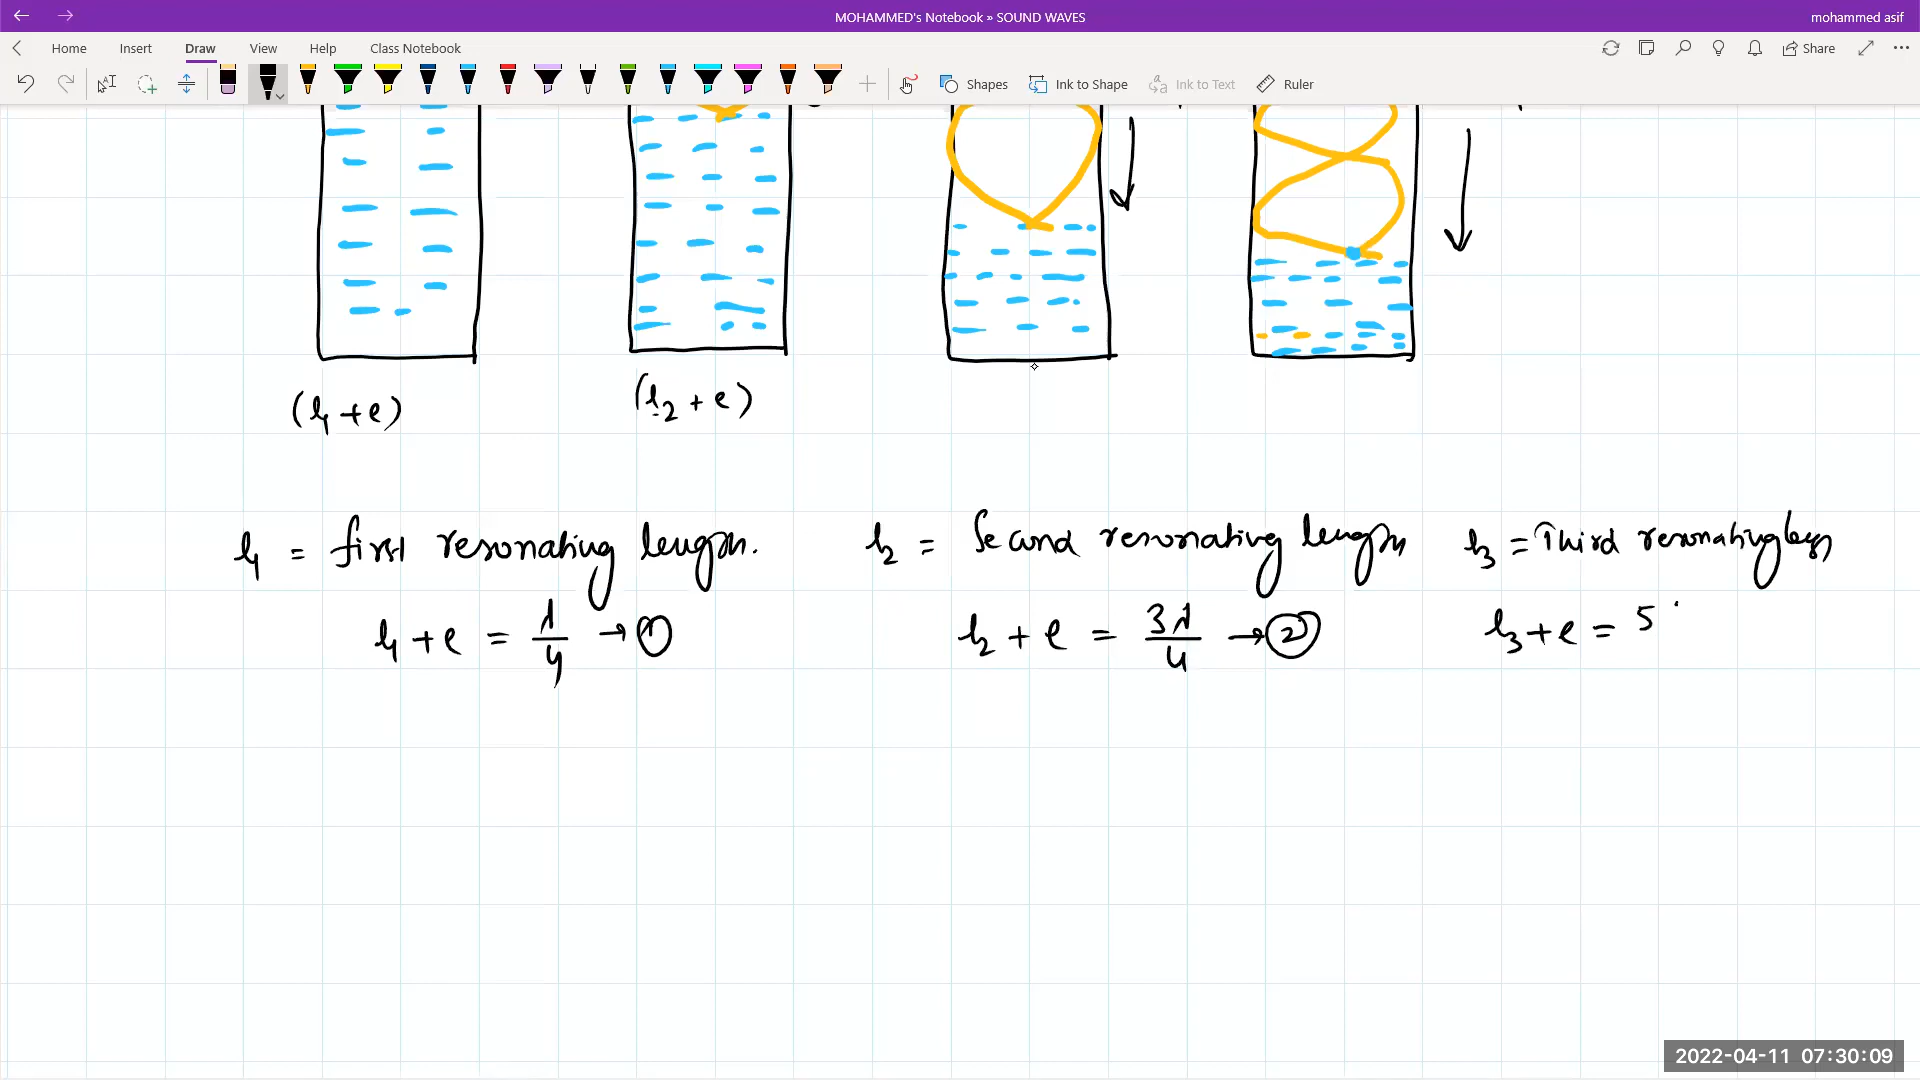 MOHAMMED's Notebook » SOUND WAVES
mohammed asif
Home Insert Draw View Help Class Notebook
Share
Shapes Ink to Shape Ink to Text Ruler
(l1 + e)
(l2 + e)
l1 = first resonating length.
l2 = Second resonating length
l3 = Third resonating
l1 + e = λ/4 → ①
l2 + e = 3λ/4 → ②
l3 + e = 5
2022-04-11 07:30:09